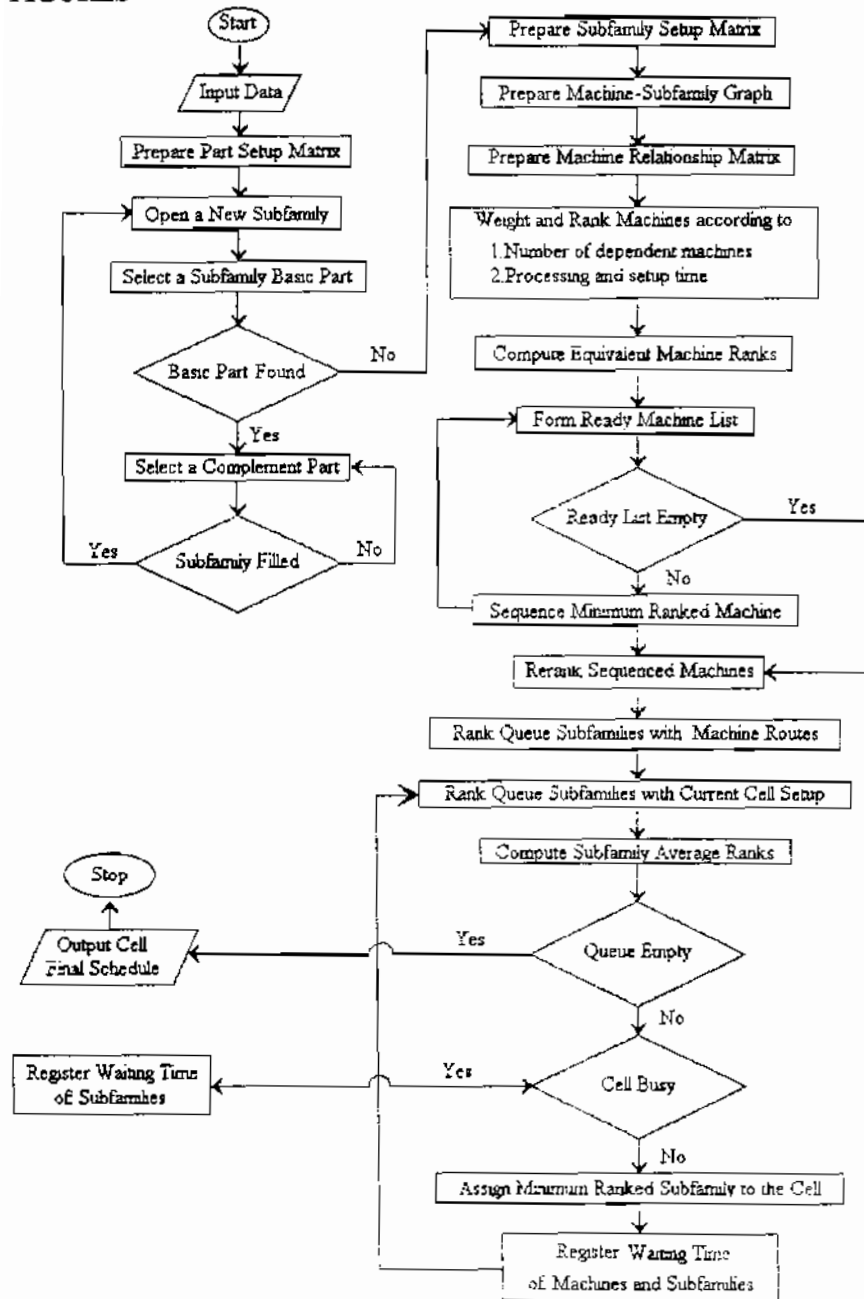 Start
Input Data
Prepare Part Setup Matrix
Open a New Subfamily
Select a Subfamily Basic Part
Basic Part Found
No
Yes
Select a Complement Part
Subfamily Filled
Yes
No
Prepare Subfamily Setup Matrix
Prepare Machine-Subfamily Graph
Prepare Machine Relationship Matrix
Weight and Rank Machines according to
1.Number of dependent machines
2.Processing and setup time
Compute Equivalent Machine Ranks
Form Ready Machine List
Ready List Empty
Yes
No
Sequence Minimum Ranked Machine
Rerank Sequenced Machines
Rank Queue Subfamilies with Machine Routes
Rank Queue Subfamilies with Current Cell Setup
Compute Subfamily Average Ranks
Queue Empty
Yes
No
Stop
Output Cell
Final Schedule
Cell Busy
Yes
No
Register Waiting Time
of Subfamilies
Assign Minimum Ranked Subfamily to the Cell
Register Waiting Time
of Machines and Subfamilies